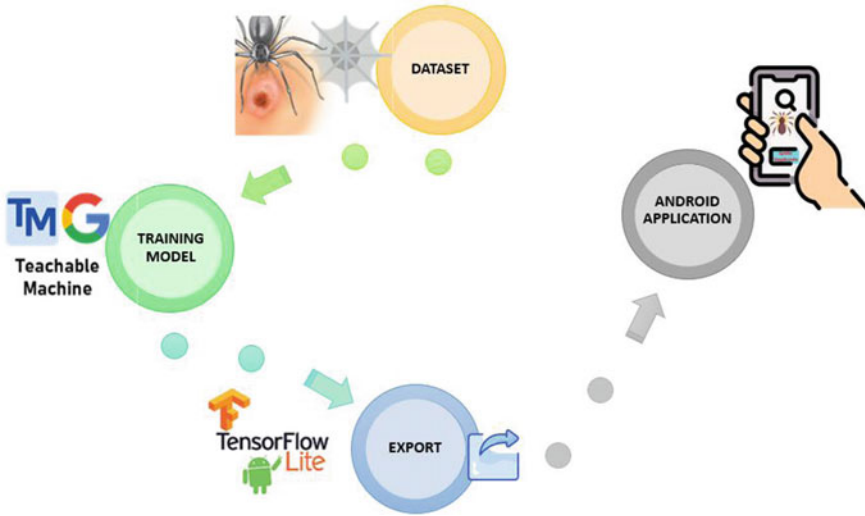 DATASET
TM G
Teachable
Machine
TRAINING
MODEL
ANDROID
APPLICATION
TensorFlow
Lite
EXPORT